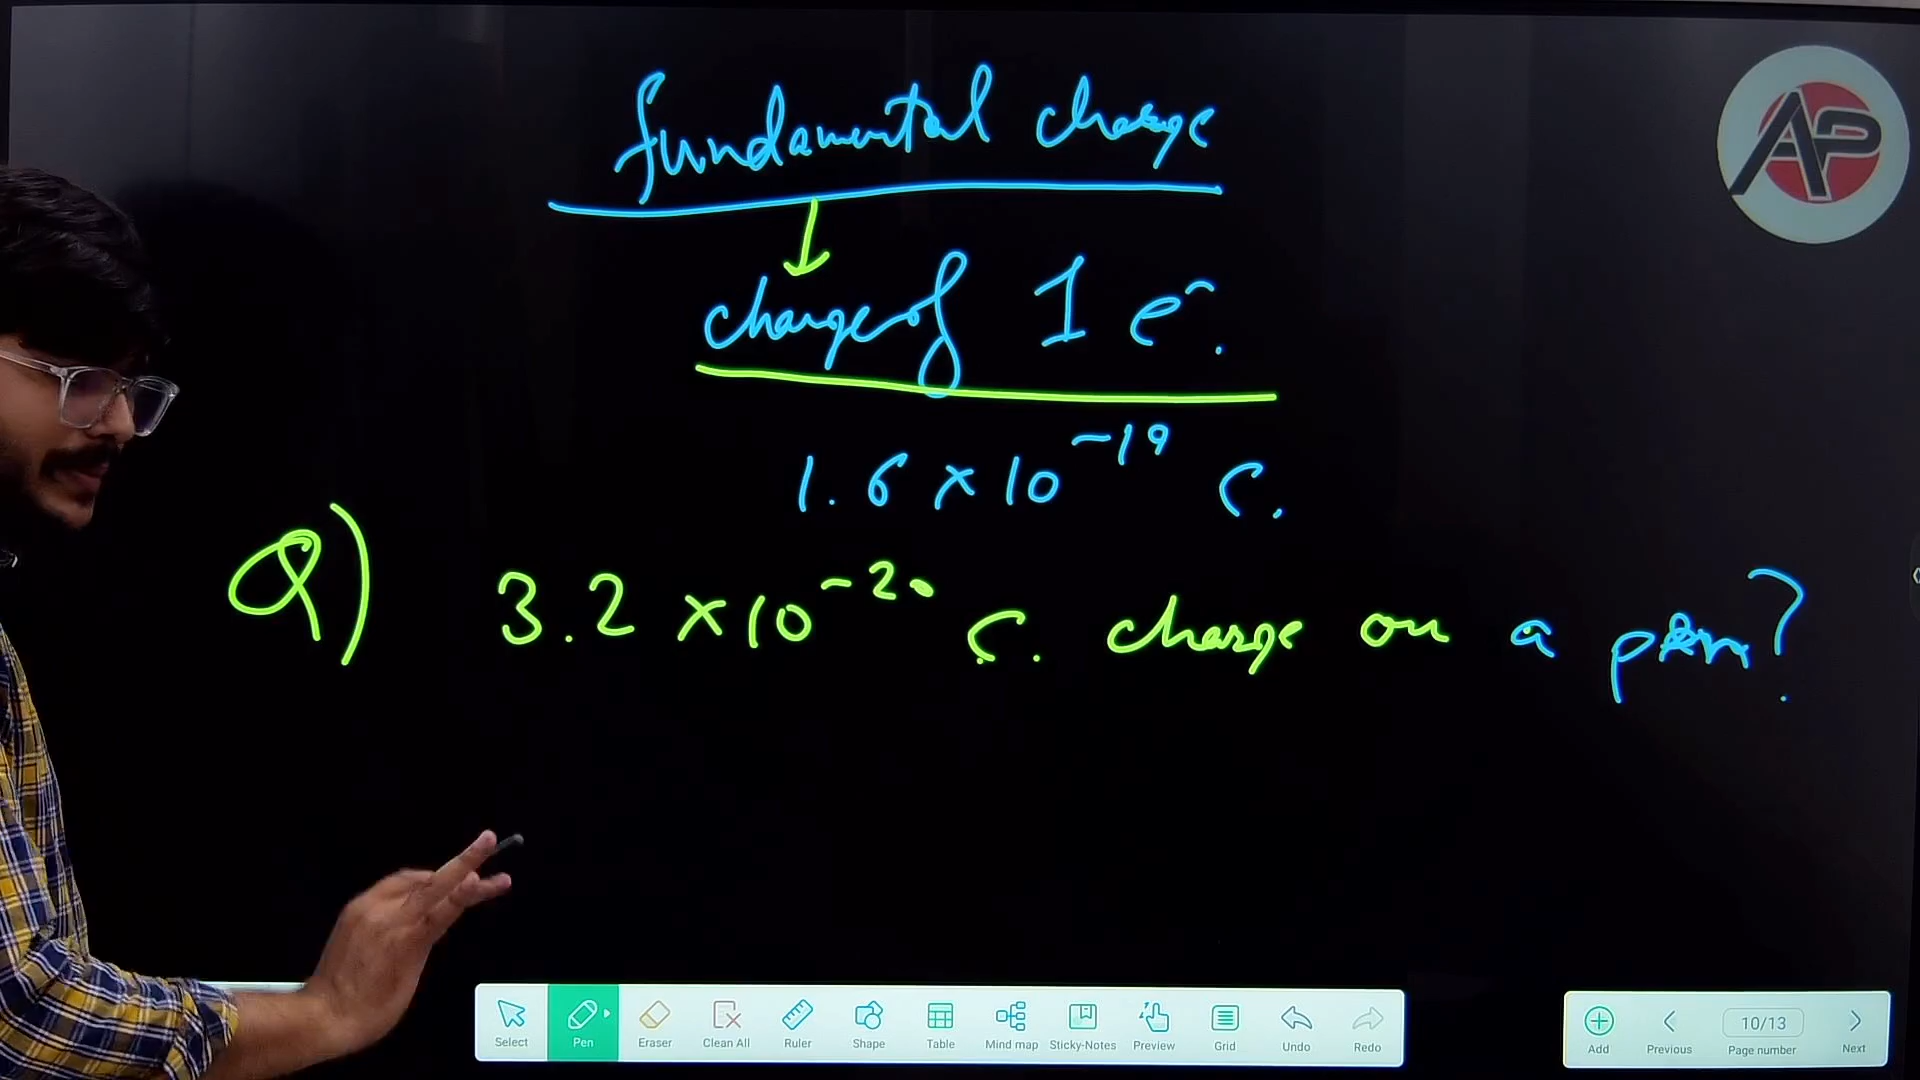 AP
fundamental charge
charge of 1 e⁻.
1.6 × 10⁻¹⁹ C.
Q) 3.2 × 10⁻²⁰ C. charge on a pen?
Select Pen Eraser Clean All Ruler Shape Table Mind map Sticky-Notes Preview Grid Undo Redo
Add Previous 10/13 Page number Next